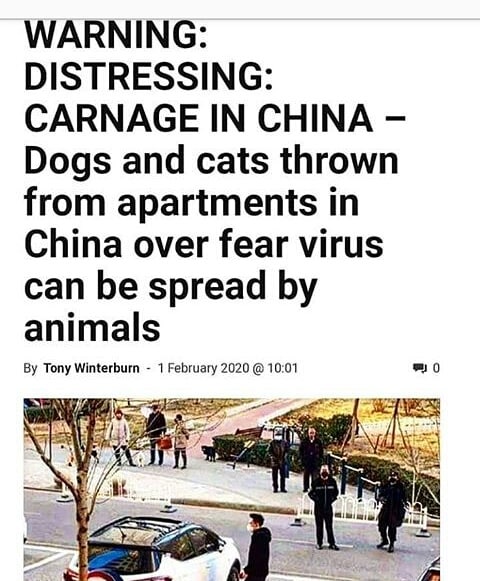 WARNING:
DISTRESSING:
CARNAGE IN CHINA –
Dogs and cats thrown
from apartments in
China over fear virus
can be spread by
animals
By Tony Winterburn - 1 February 2020 @ 10:01 0